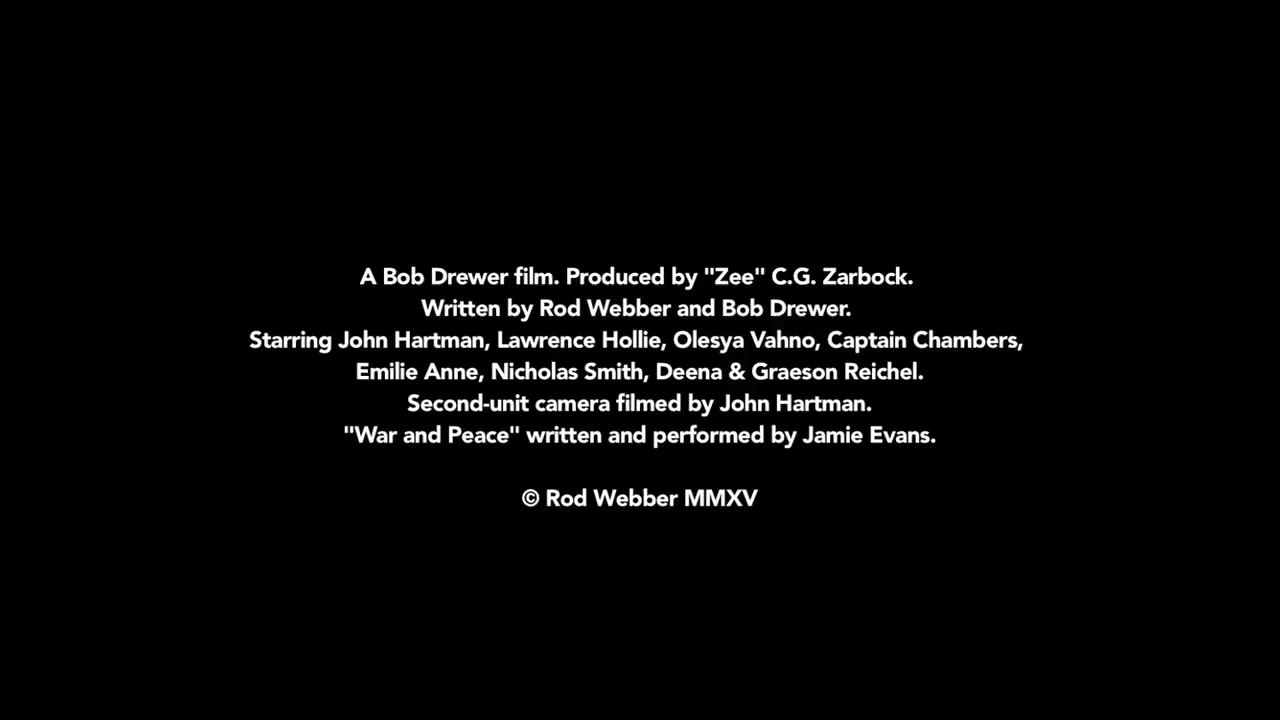 A Bob Drewer film. Produced by "Zee" C.G. Zarbock.
Written by Rod Webber and Bob Drewer.
Starring John Hartman, Lawrence Hollie, Olesya Vahno, Captain Chambers,
Emilie Anne, Nicholas Smith, Deena & Graeson Reichel.
Second-unit camera filmed by John Hartman.
"War and Peace" written and performed by Jamie Evans.
© Rod Webber MMXV